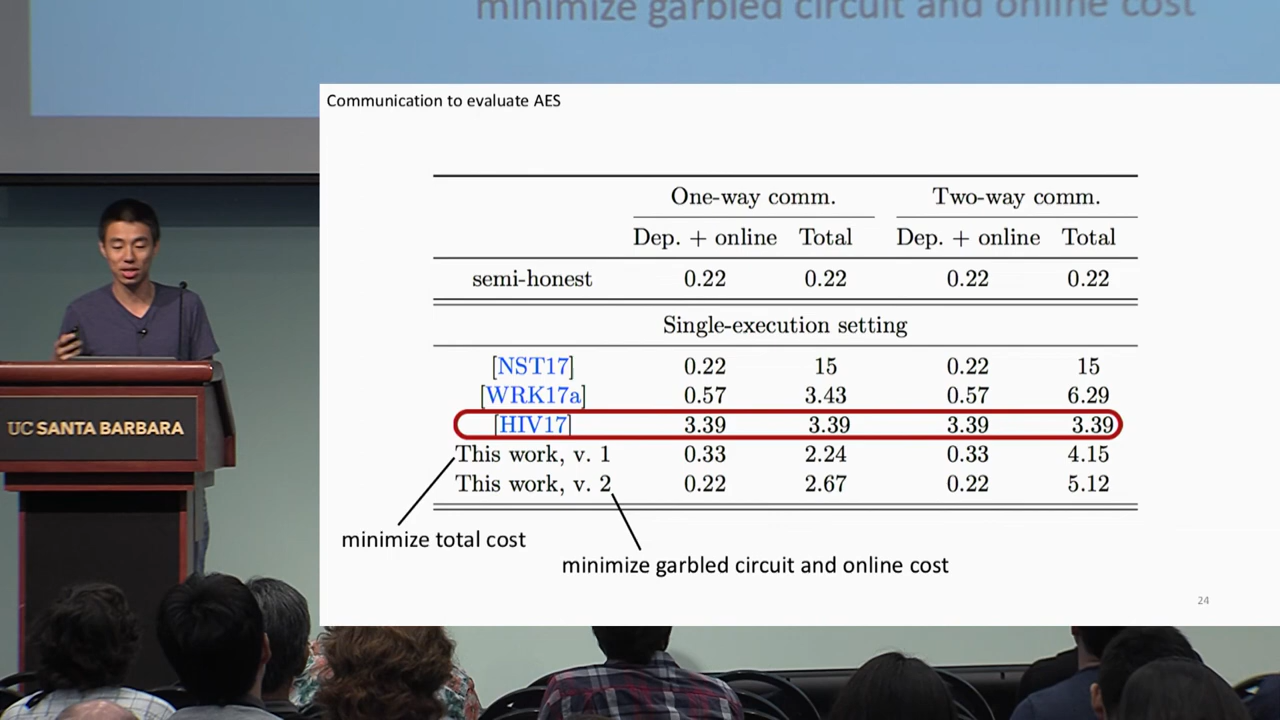 minimize garbled circuit and online cost
Communication to evaluate AES
One-way comm. Two-way comm.
Dep. + online Total Dep. + online Total
semi-honest 0.22 0.22 0.22 0.22
Single-execution setting
[NST17] 0.22 15 0.22 15
[WRK17a] 0.57 3.43 0.57 6.29
[HIV17] 3.39 3.39 3.39 3.39
This work, v. 1 0.33 2.24 0.33 4.15
This work, v. 2 0.22 2.67 0.22 5.12
minimize total cost
minimize garbled circuit and online cost
24
UC SANTA BARBARA